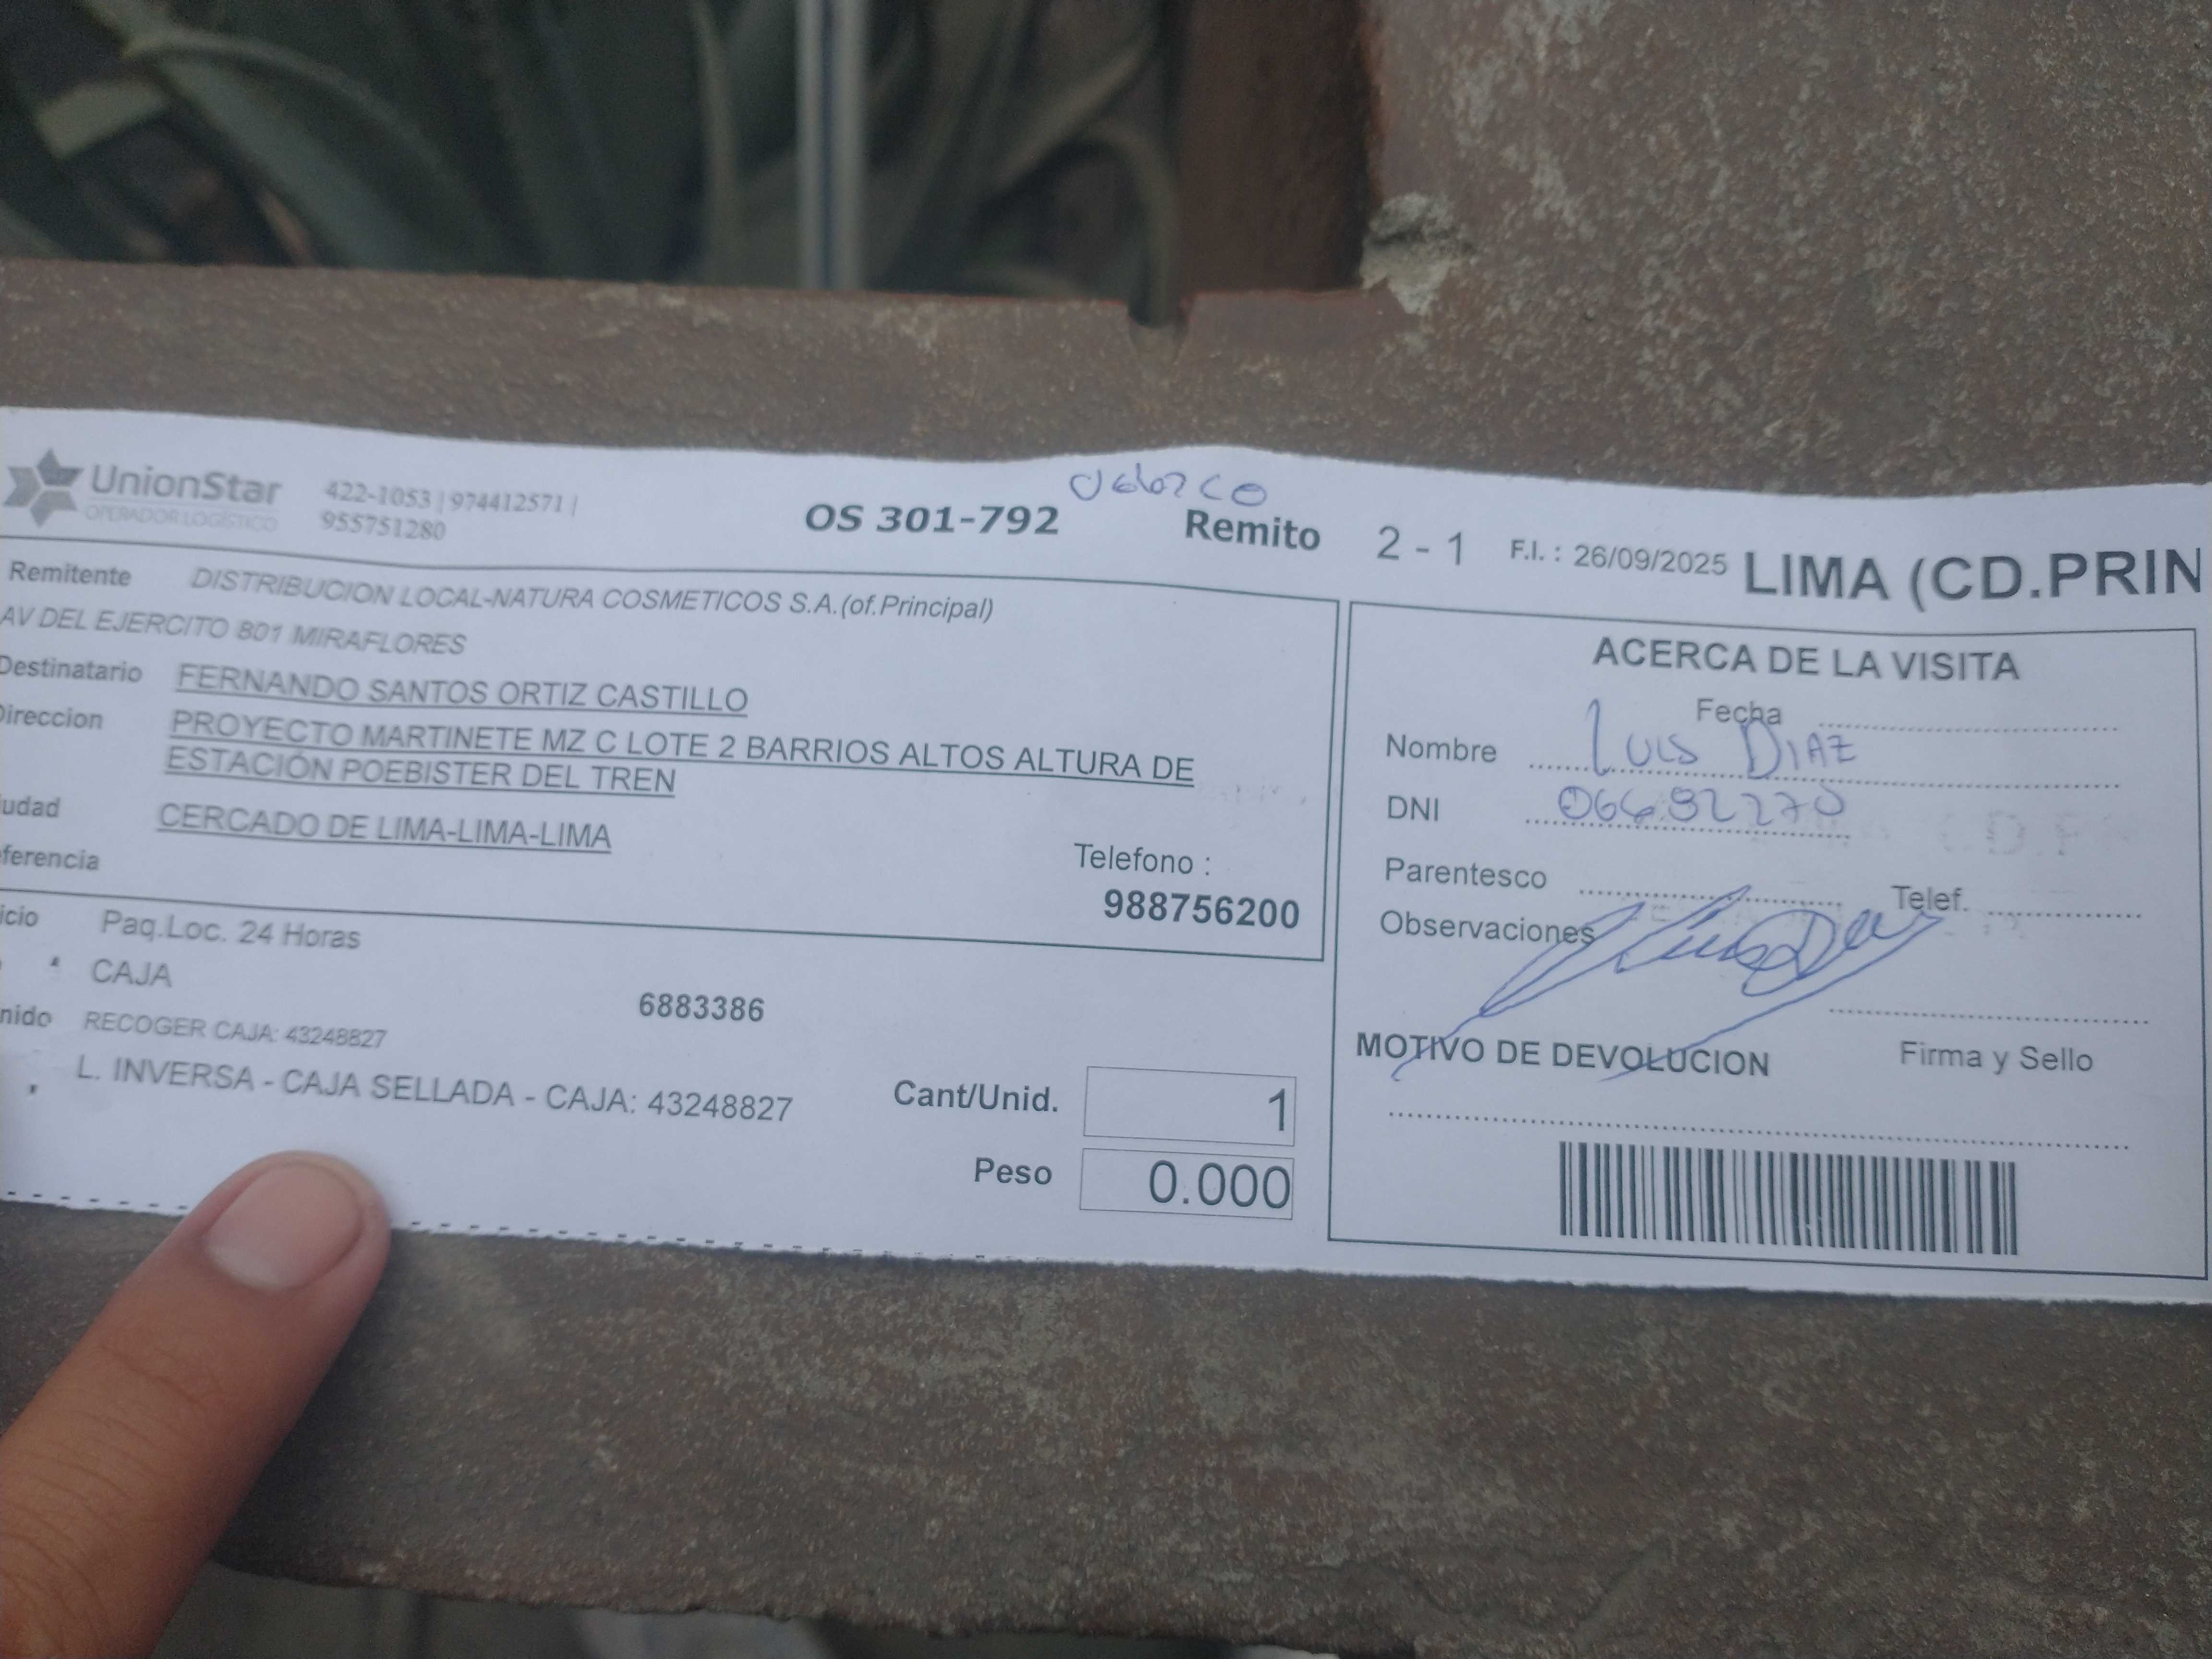 UnionStar
OPERADOR LOGÍSTICO
422-1053 | 974412571 |
955751280
OS 301-792
Remito 2 - 1 F.I. : 26/09/2025 LIMA (CD.PRIN
Remitente DISTRIBUCION LOCAL-NATURA COSMETICOS S.A.(of.Principal)
AV DEL EJERCITO 801 MIRAFLORES
Destinatario FERNANDO SANTOS ORTIZ CASTILLO
Direccion PROYECTO MARTINETE MZ C LOTE 2 BARRIOS ALTOS ALTURA DE
ESTACIÓN POEBISTER DEL TREN
udad CERCADO DE LIMA-LIMA-LIMA
ferencia
Telefono :
988756200
icio Paq.Loc. 24 Horas
CAJA
6883386
nido RECOGER CAJA: 43248827
L. INVERSA - CAJA SELLADA - CAJA: 43248827
Cant/Unid. 1
Peso 0.000
ACERCA DE LA VISITA
Fecha
Nombre Luis DIAZ
DNI
Parentesco Telef.
Observaciones
MOTIVO DE DEVOLUCION Firma y Sello